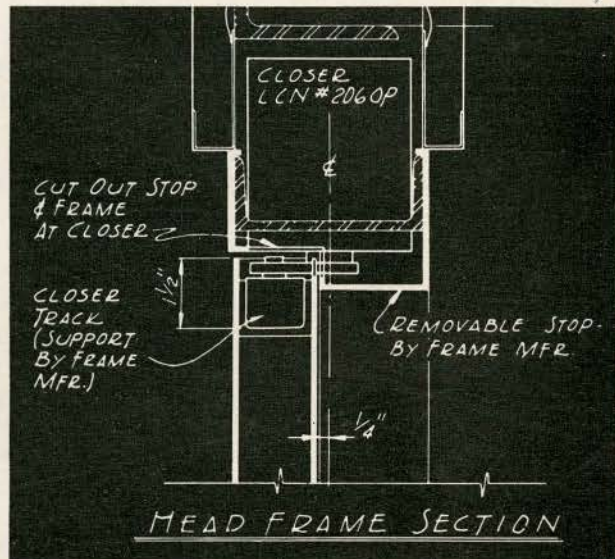 CLOSER
LCN #2060P
℄
CUT OUT STOP
& FRAME
AT CLOSER
1½"
CLOSER
TRACK
(SUPPORT
BY FRAME
MFR.)
REMOVABLE STOP-
BY FRAME MFR
¼"
HEAD FRAME SECTION